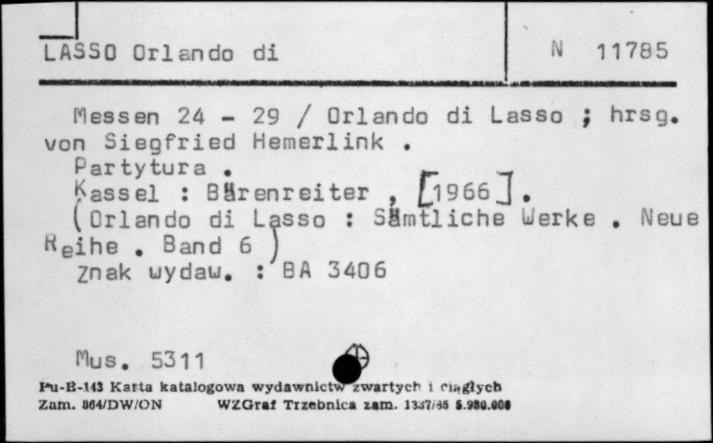 LASSO Orlando di N 11785
Messen 24 - 29 / Orlando di Lasso ; hrsg.
von Siegfried Hemerlink .
Partytura .
Kassel : Bärenreiter , [1966].
(Orlando di Lasso : Sämtliche Werke . Neue
Reihe . Band 6 )
Znak wydaw. : BA 3406
Mus. 5311
Pu-B-143 Karta katalogowa wydawnictw zwartych i ciągłych
Zam. 864/DW/ON WZGraf Trzebnica zam. 1337/85 5.980.000